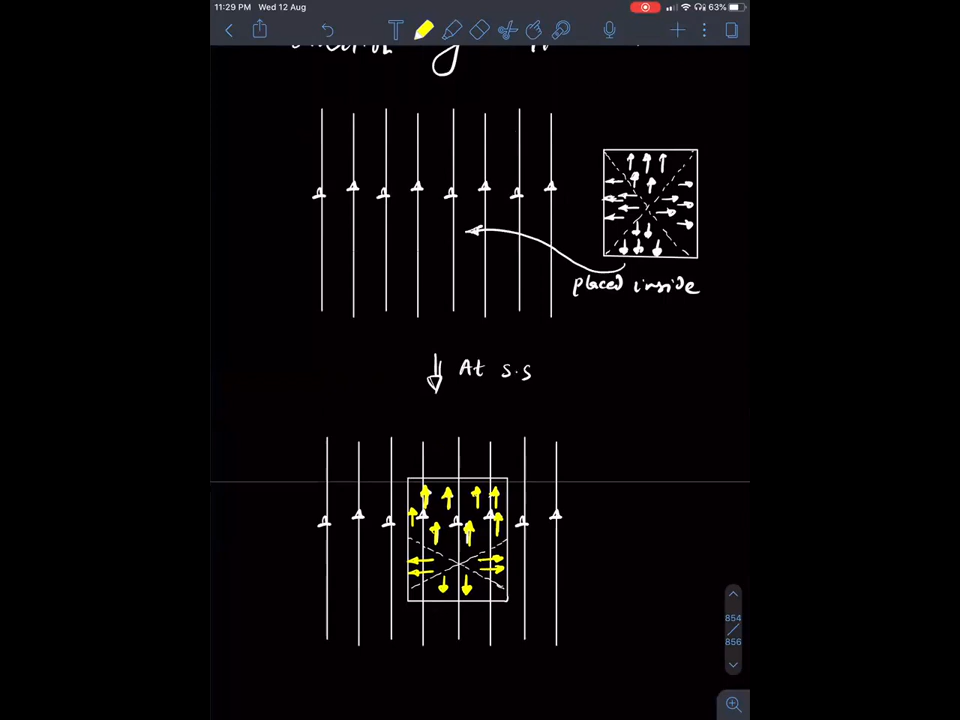 11:29 PM Wed 12 Aug
63%
T
placed inside
At s.s
854
856